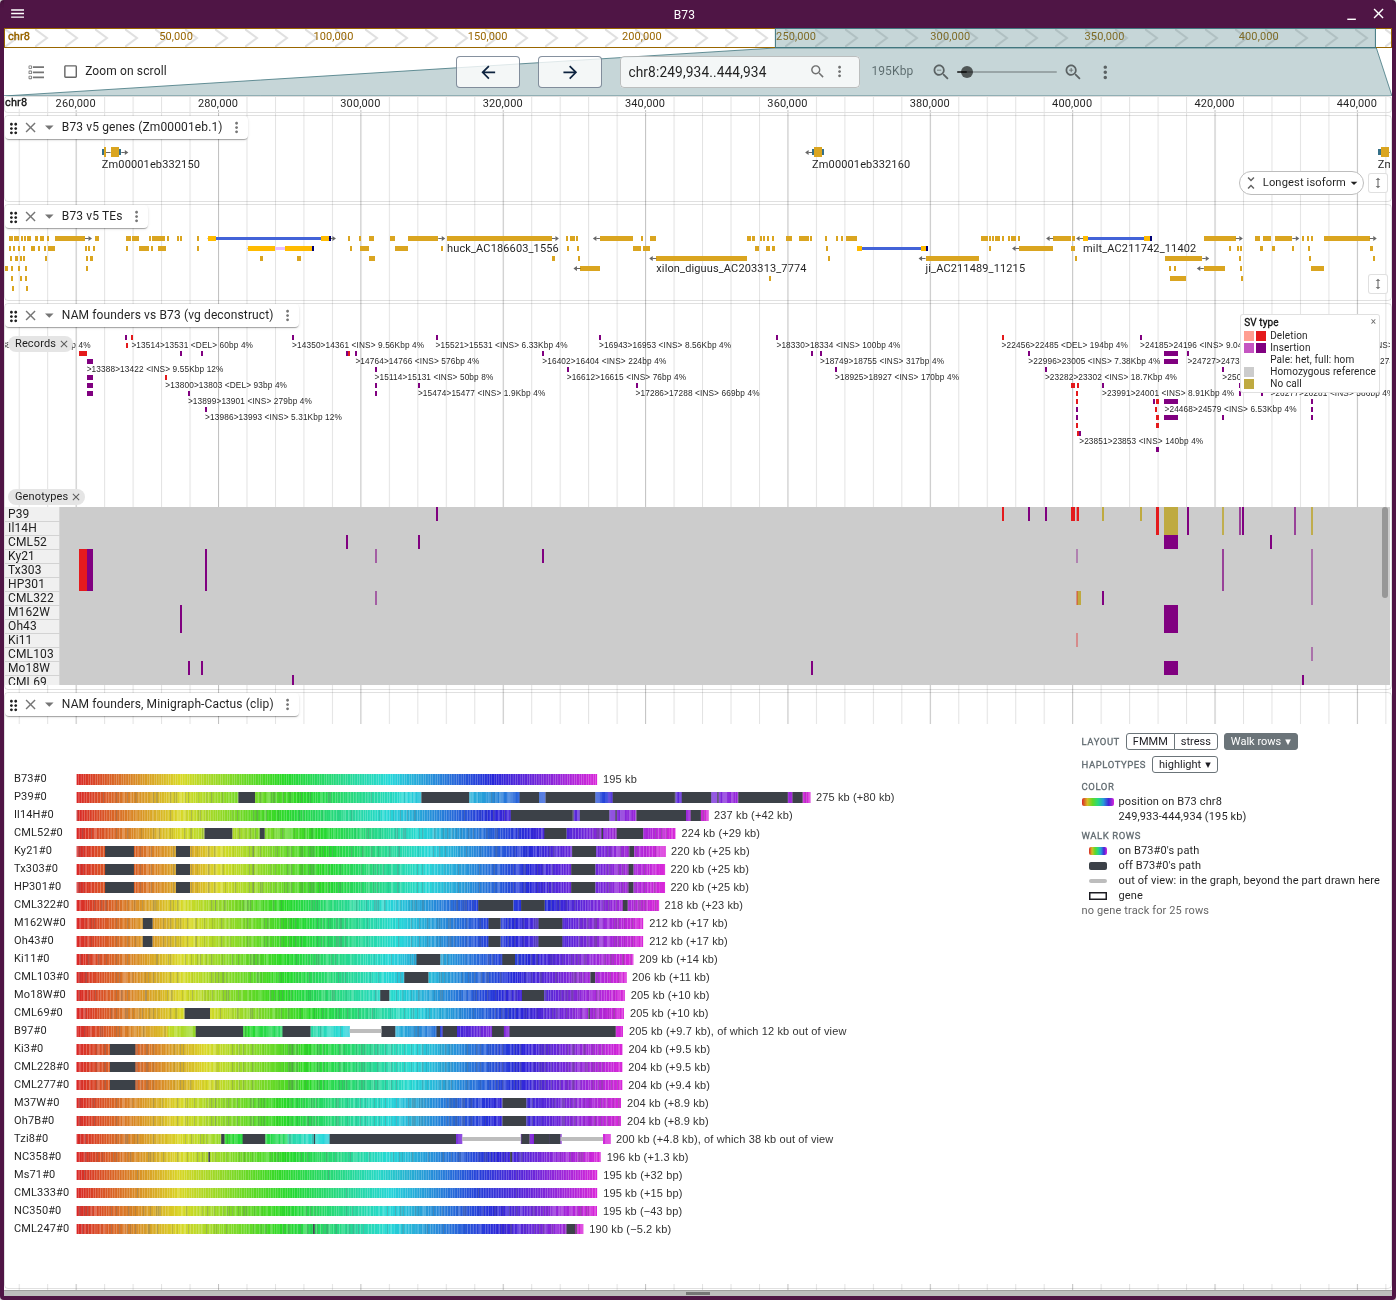 B73
chr8 50,000 100,000 150,000 200,000 250,000 300,000 350,000 400,000
Zoom on scroll chr8:249,934..444,934 195Kbp
chr8 260,000 280,000 300,000 320,000 340,000 360,000 380,000 400,000 420,000 440,000
B73 v5 genes (Zm00001eb.1)
Zm00001eb332150 Zm00001eb332160
Longest isoform
B73 v5 TEs
huck_AC186603_1556 milt_AC211742_11402
xilon_diguus_AC203313_7774 ji_AC211489_11215
NAM founders vs B73 (vg deconstruct)
SV type
Deletion
Insertion
Pale: het, full: hom
Homozygous reference
No call
Records
>13514>13531 <DEL> 60bp 4% >14350>14361 <INS> 9.56Kbp 4% >15521>15531 <INS> 6.33Kbp 4% >16943>16953 <INS> 8.56Kbp 4% >18330>18334 <INS> 100bp 4% >22456>22485 <DEL> 194bp 4% >24185>24196 <INS> 9.04
>14764>14766 <INS> 576bp 4% >16402>16404 <INS> 224bp 4% >18749>18755 <INS> 317bp 4% >22996>23005 <INS> 7.38Kbp 4% >24727>2473
>13388>13422 <INS> 9.55Kbp 12% >15114>15131 <INS> 50bp 8% >16612>16615 <INS> 76bp 4% >18925>18927 <INS> 170bp 4% >23282>23302 <INS> 18.7Kbp 4%
>13800>13803 <DEL> 93bp 4% >15474>15477 <INS> 1.9Kbp 4% >17286>17288 <INS> 669bp 4% >23991>24001 <INS> 8.91Kbp 4%
>13899>13901 <INS> 279bp 4% >24468>24579 <INS> 6.53Kbp 4%
>13986>13993 <INS> 5.31Kbp 12%
>23851>23853 <INS> 140bp 4%
Genotypes
P39
Il14H
CML52
Ky21
Tx303
HP301
CML322
M162W
Oh43
Ki11
CML103
Mo18W
CML69
NAM founders, Minigraph-Cactus (clip)
LAYOUT FMMM stress Walk rows
HAPLOTYPES highlight
COLOR
position on B73 chr8
249,933-444,934 (195 kb)
WALK ROWS
on B73#0's path
off B73#0's path
out of view: in the graph, beyond the part drawn here
gene
no gene track for 25 rows
B73#0 195 kb
P39#0 275 kb (+80 kb)
Il14H#0 237 kb (+42 kb)
CML52#0 224 kb (+29 kb)
Ky21#0 220 kb (+25 kb)
Tx303#0 220 kb (+25 kb)
HP301#0 220 kb (+25 kb)
CML322#0 218 kb (+23 kb)
M162W#0 212 kb (+17 kb)
Oh43#0 212 kb (+17 kb)
Ki11#0 209 kb (+14 kb)
CML103#0 206 kb (+11 kb)
Mo18W#0 205 kb (+10 kb)
CML69#0 205 kb (+10 kb)
B97#0 205 kb (+9.7 kb), of which 12 kb out of view
Ki3#0 204 kb (+9.5 kb)
CML228#0 204 kb (+9.5 kb)
CML277#0 204 kb (+9.4 kb)
M37W#0 204 kb (+8.9 kb)
Oh7B#0 204 kb (+8.9 kb)
Tzi8#0 200 kb (+4.8 kb), of which 38 kb out of view
NC358#0 196 kb (+1.3 kb)
Ms71#0 195 kb (+32 bp)
CML333#0 195 kb (+15 bp)
NC350#0 195 kb (−43 bp)
CML247#0 190 kb (−5.2 kb)